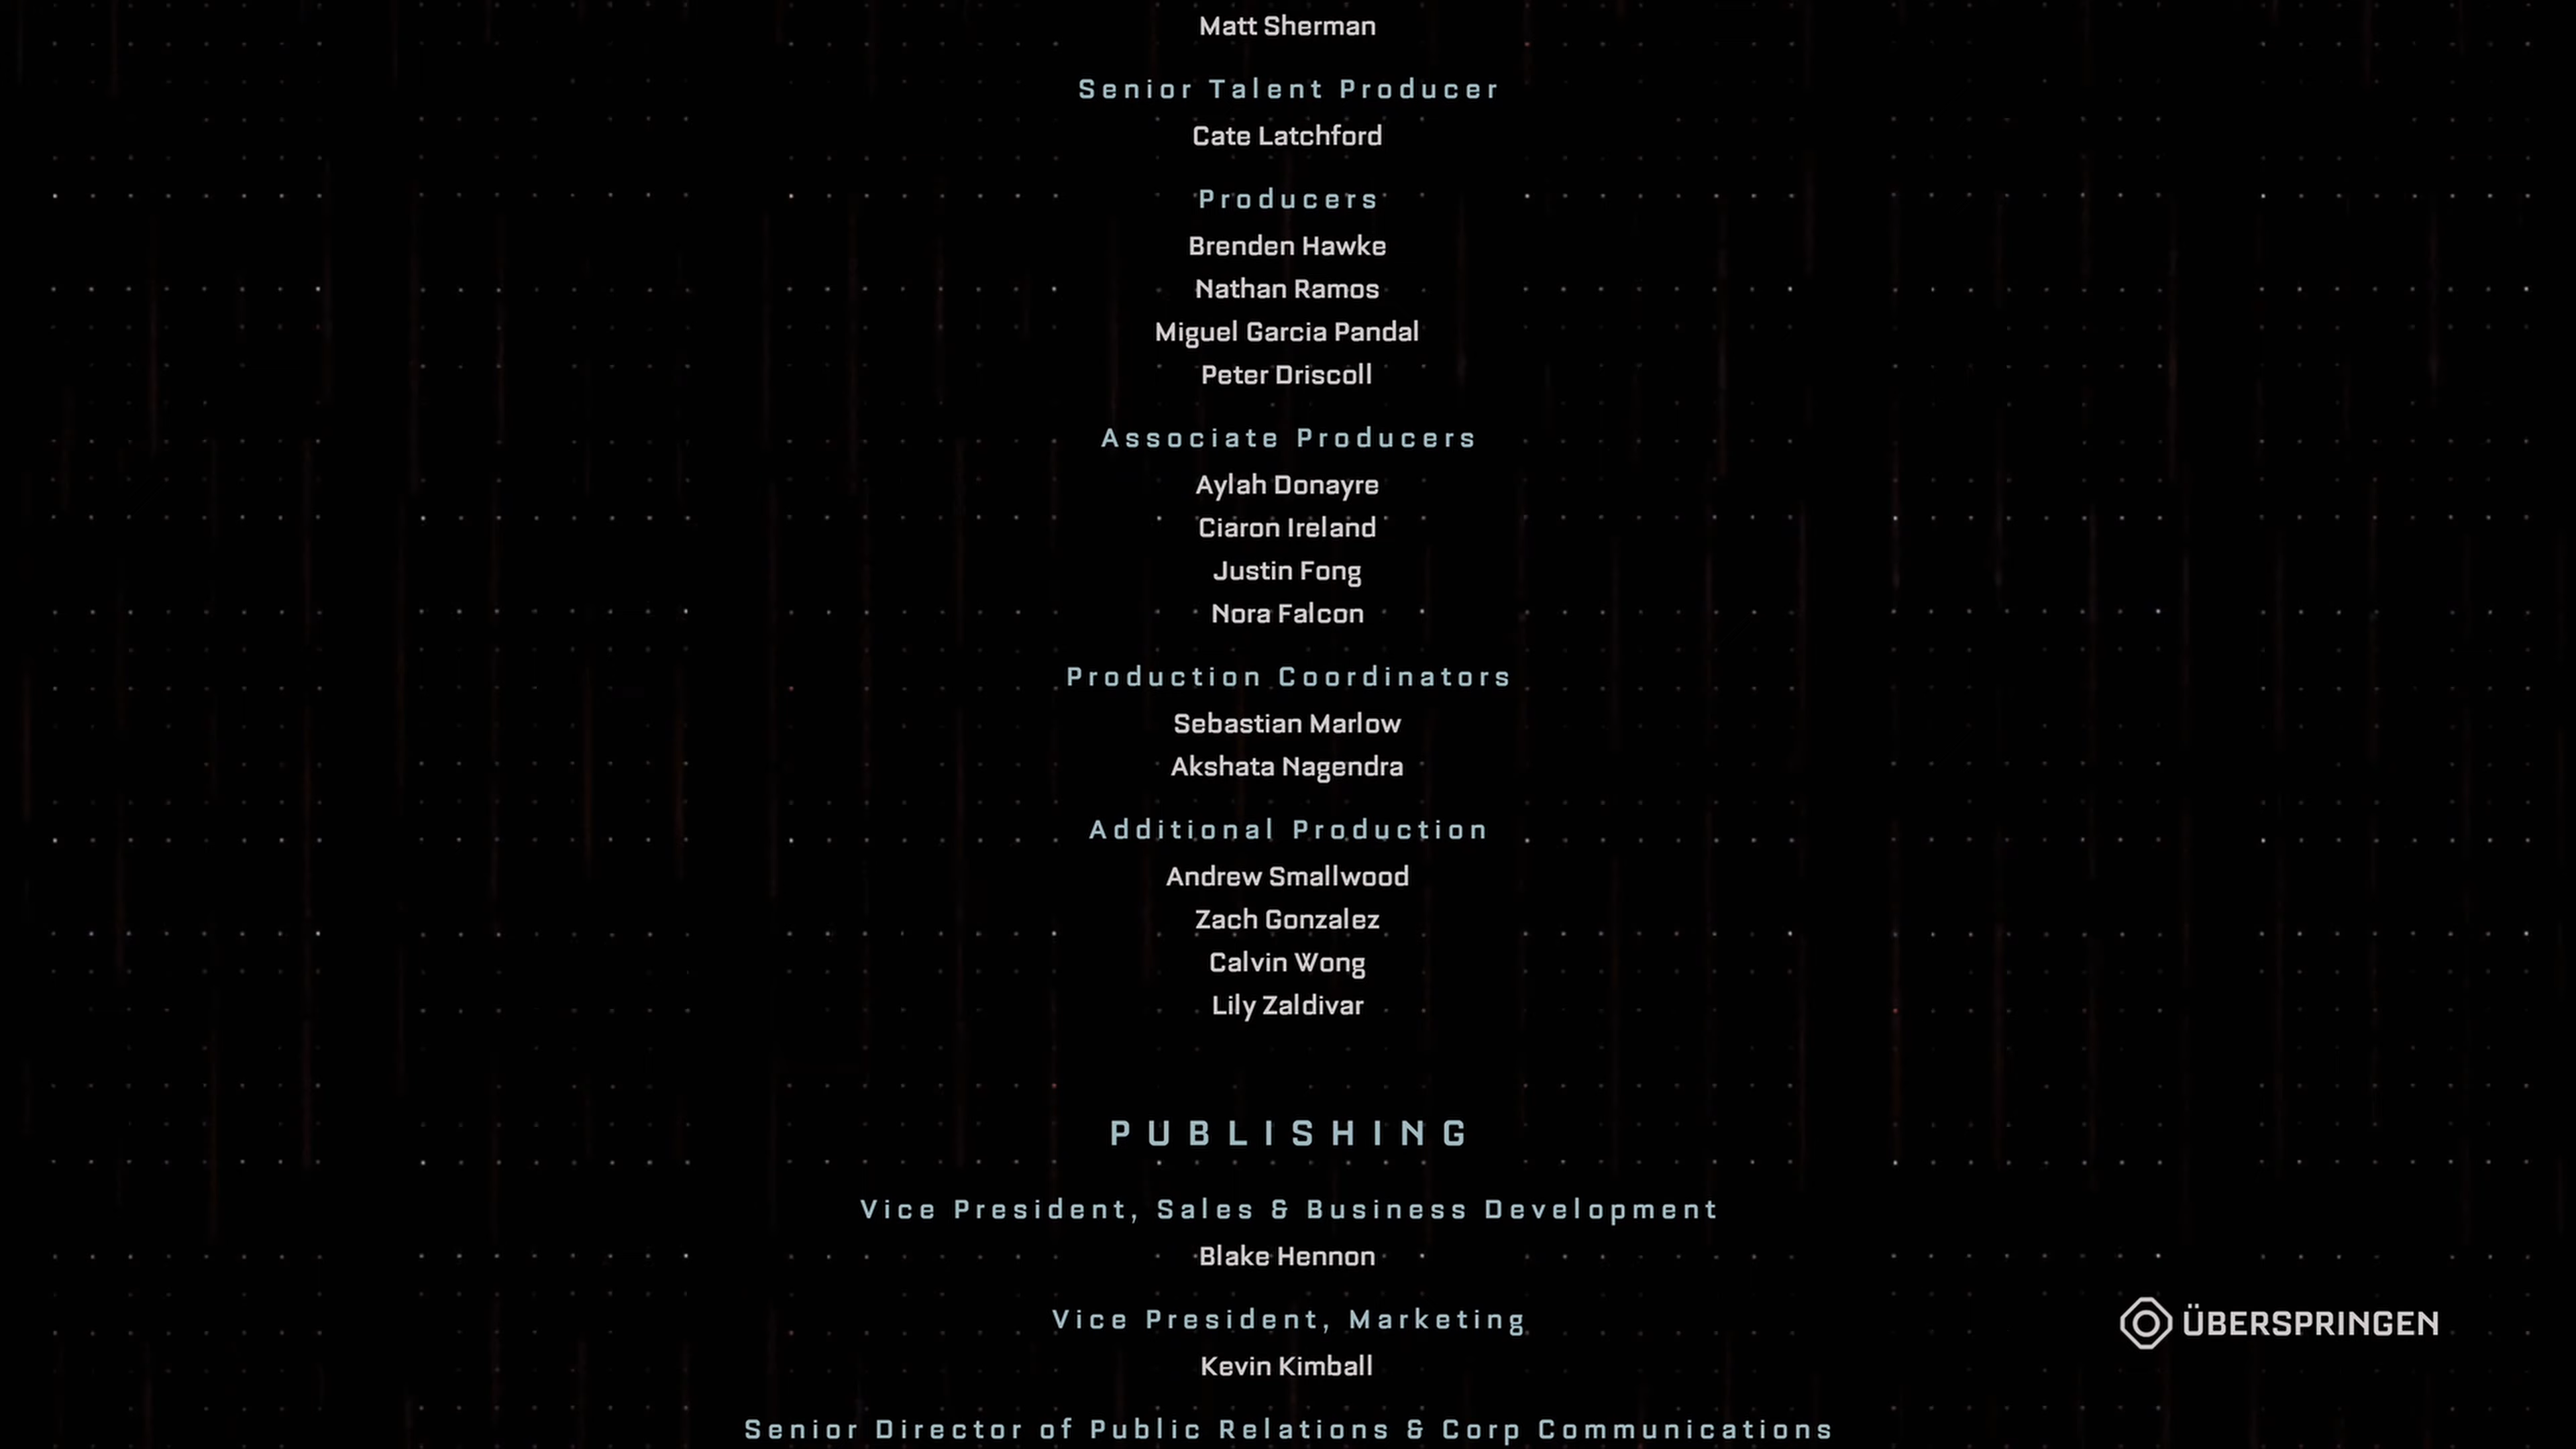 Matt Sherman
Senior Talent Producer
Cate Latchford
Producers
Brenden Hawke
Nathan Ramos
Miguel Garcia Pandal
Peter Driscoll
Associate Producers
Aylah Donayre
Ciaron Ireland
Justin Fong
Nora Falcon
Production Coordinators
Sebastian Marlow
Akshata Nagendra
Additional Production
Andrew Smallwood
Zach Gonzalez
Calvin Wong
Lily Zaldivar
PUBLISHING
Vice President, Sales & Business Development
Blake Hennon
Vice President, Marketing
Kevin Kimball
Senior Director of Public Relations & Corp Communications
ÜBERSPRINGEN